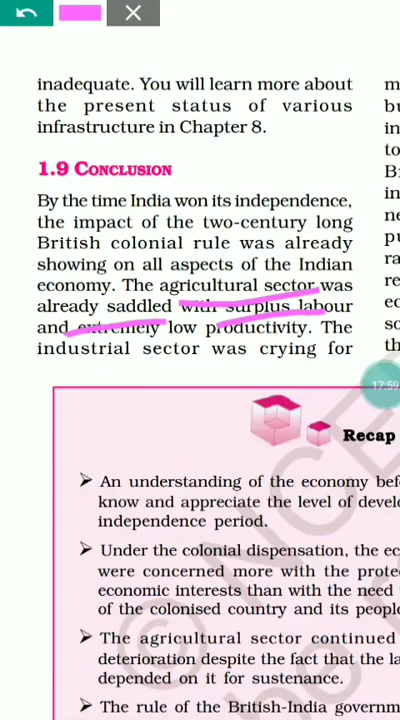 inadequate. You will learn more about
the present status of various
infrastructure in Chapter 8.
1.9 CONCLUSION
By the time India won its independence,
the impact of the two-century long
British colonial rule was already
showing on all aspects of the Indian
economy. The agricultural sector was
already saddled with surplus labour
and extremely low productivity. The
industrial sector was crying for
17:59
Recap
➢ An understanding of the economy bef
know and appreciate the level of devel
independence period.
➢ Under the colonial dispensation, the ec
were concerned more with the prote
economic interests than with the need
of the colonised country and its people
➢ The agricultural sector continued
deterioration despite the fact that the la
depended on it for sustenance.
➢ The rule of the British-India governm